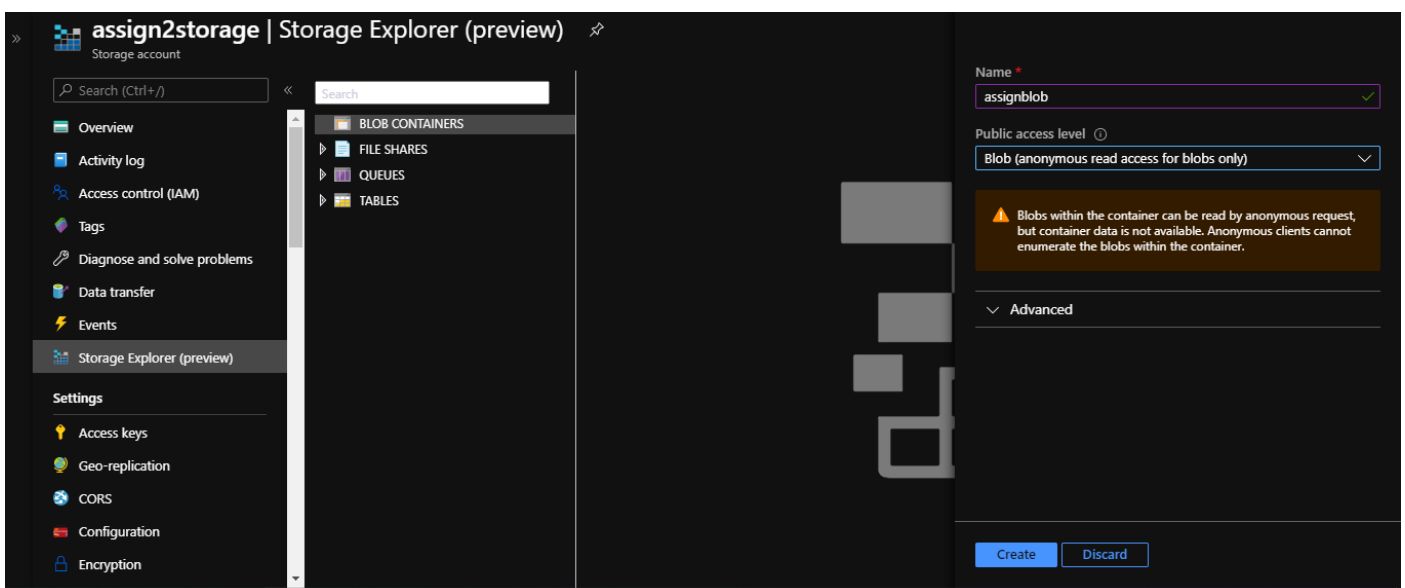 assign2storage | Storage Explorer (preview)
Storage account
Search (Ctrl+/)
Overview
Activity log
Access control (IAM)
Tags
Diagnose and solve problems
Data transfer
Events
Storage Explorer (preview)
Settings
Access keys
Geo-replication
CORS
Configuration
Encryption
Search
BLOB CONTAINERS
FILE SHARES
QUEUES
TABLES
Name *
assignblob
Public access level
Blob (anonymous read access for blobs only)
Blobs within the container can be read by anonymous request,
but container data is not available. Anonymous clients cannot
enumerate the blobs within the container.
Advanced
Create
Discard